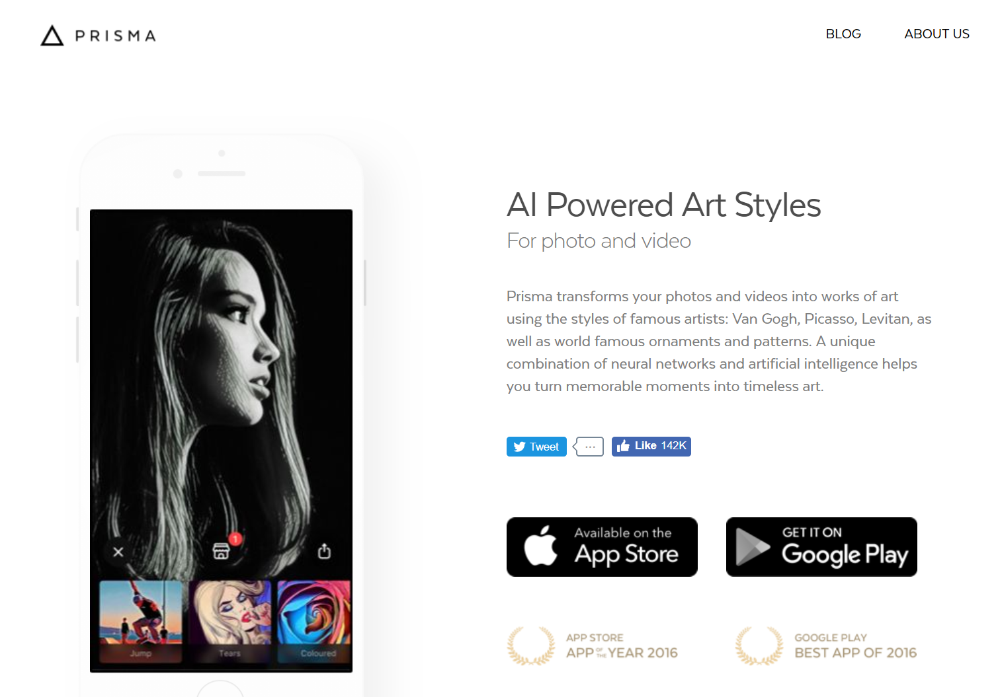 PRISMA
BLOG
ABOUT US
AI Powered Art Styles
For photo and video
Prisma transforms your photos and videos into works of art
using the styles of famous artists: Van Gogh, Picasso, Levitan, as
well as world famous ornaments and patterns. A unique
combination of neural networks and artificial intelligence helps
you turn memorable moments into timeless art.
Tweet
...
Like 142K
Available on the
App Store
GET IT ON
Google Play
APP STORE
APP OF THE YEAR 2016
GOOGLE PLAY
BEST APP OF 2016
1
Jump
Tears
Coloured